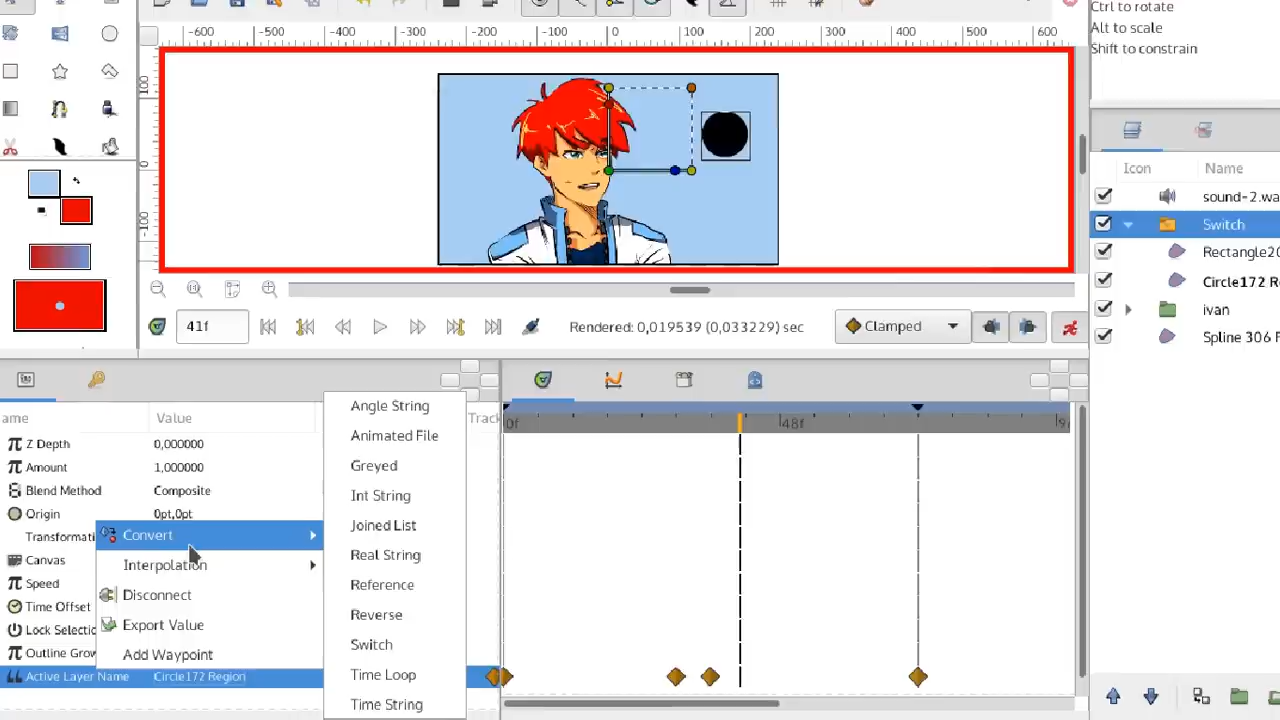 Ctrl to rotate
Alt to scale
Shift to constrain
-600 -500 -400 -300 -200 -100 0 100 200 300 400 500 600
100
0
-100
Icon Name
sound-2.wa
Switch
Rectangle20
Circle172 Re
ivan
Spline 306 F
41f
Rendered: 0,019539 (0,033229) sec
Clamped
ame Value Track
0f 48f 96
Z Depth 0,000000
Amount 1,000000
Blend Method Composite
Origin 0pt,0pt
Transformati
Canvas
Speed
Time Offset
Lock Selectio
Outline Grow
Active Layer Name Circle172 Region
Convert
Interpolation
Disconnect
Export Value
Add Waypoint
Angle String
Animated File
Greyed
Int String
Joined List
Real String
Reference
Reverse
Switch
Time Loop
Time String